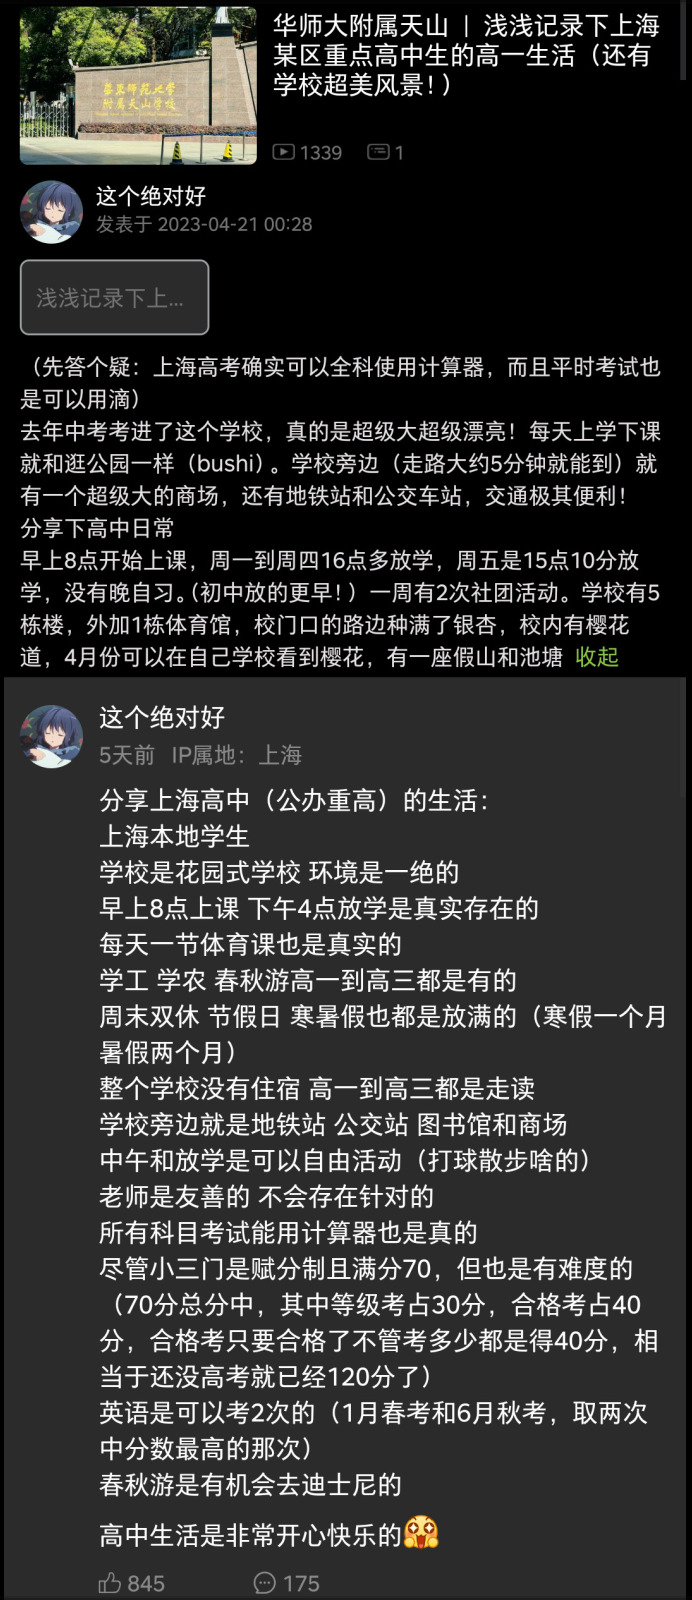 华东师范大学
附属天山学校
华师大附属天山 | 浅浅记录下上海
某区重点高中生的高一生活（还有
学校超美风景！）
1339 1
这个绝对好
发表于 2023-04-21 00:28
浅浅记录下上...
（先答个疑：上海高考确实可以全科使用计算器，而且平时考试也
是可以用滴）
去年中考考进了这个学校，真的是超级大超级漂亮！每天上学下课
就和逛公园一样（bushi）。学校旁边（走路大约5分钟就能到）就
有一个超级大的商场，还有地铁站和公交车站，交通极其便利！
分享下高中日常
早上8点开始上课，周一到周四16点多放学，周五是15点10分放
学，没有晚自习。（初中放的更早！）一周有2次社团活动。学校有5
栋楼，外加1栋体育馆，校门口的路边种满了银杏，校内有樱花
道，4月份可以在自己学校看到樱花，有一座假山和池塘 收起
这个绝对好
5天前 IP属地：上海
分享上海高中（公办重高）的生活：
上海本地学生
学校是花园式学校 环境是一绝的
早上8点上课 下午4点放学是真实存在的
每天一节体育课也是真实的
学工 学农 春秋游高一到高三都是有的
周末双休 节假日 寒暑假也都是放满的（寒假一个月
暑假两个月）
整个学校没有住宿 高一到高三都是走读
学校旁边就是地铁站 公交站 图书馆和商场
中午和放学是可以自由活动（打球散步啥的）
老师是友善的 不会存在针对的
所有科目考试能用计算器也是真的
尽管小三门是赋分制且满分70，但也是有难度的
（70分总分中，其中等级考占30分，合格考占40
分，合格考只要合格了不管考多少都是得40分，相
当于还没高考就已经120分了）
英语是可以考2次的（1月春考和6月秋考，取两次
中分数最高的那次）
春秋游是有机会去迪士尼的
高中生活是非常开心快乐的
845 175